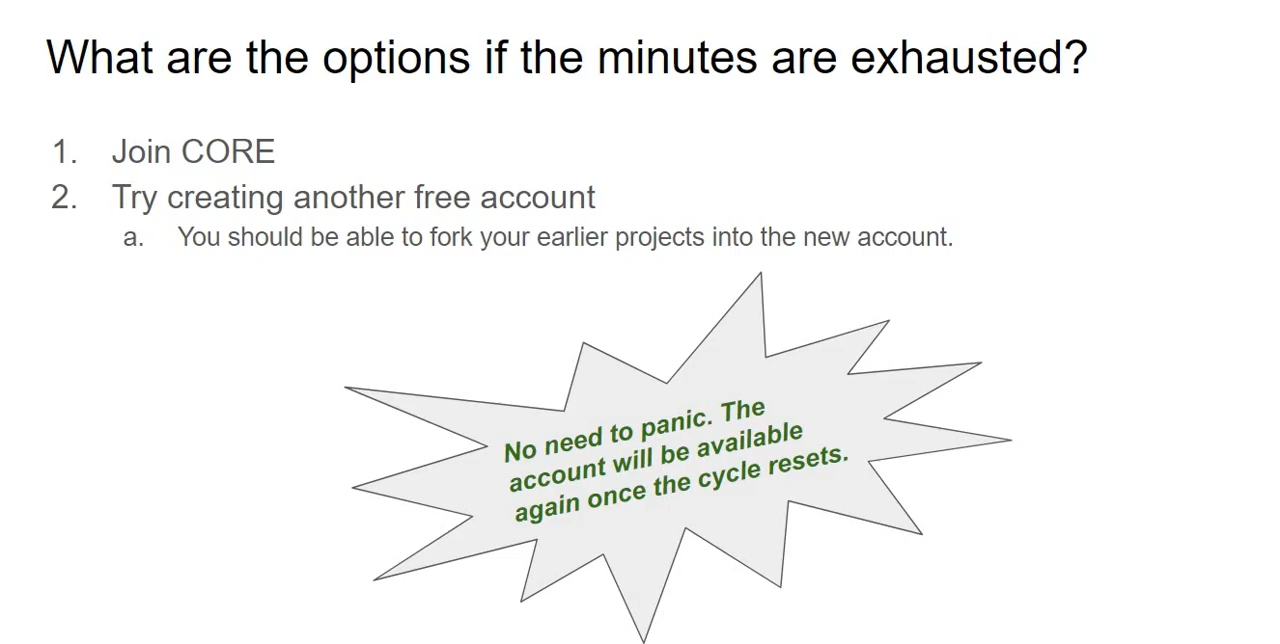 What are the options if the minutes are exhausted?
1. Join CORE
2. Try creating another free account
a. You should be able to fork your earlier projects into the new account.
No need to panic. The
account will be available
again once the cycle resets.